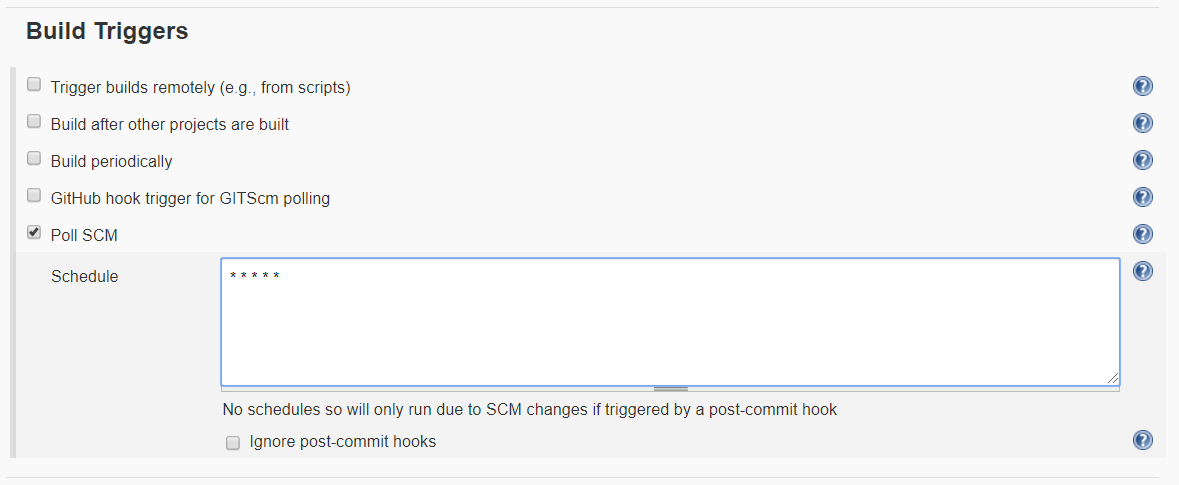 Build Triggers
Trigger builds remotely (e.g., from scripts)
?
Build after other projects are built
?
Build periodically
?
GitHub hook trigger for GITScm polling
?
Poll SCM
?
Schedule
* * * * *
?
No schedules so will only run due to SCM changes if triggered by a post-commit hook
Ignore post-commit hooks
?